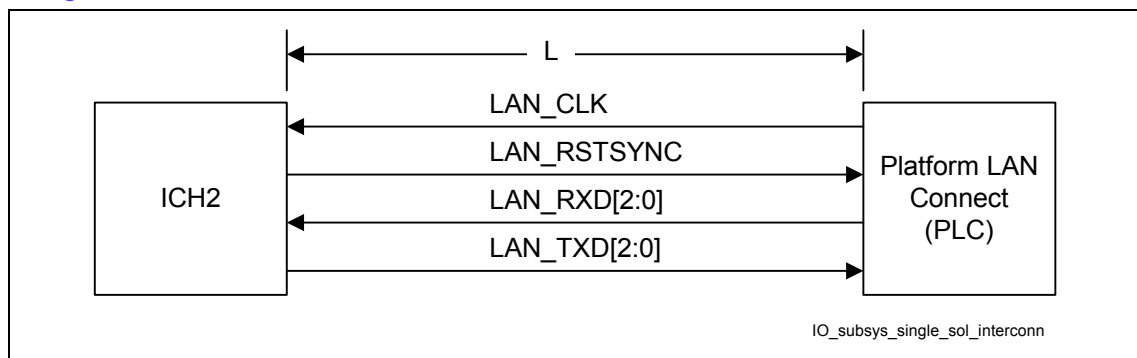 L
LAN_CLK
LAN_RSTSYNC
LAN_RXD[2:0]
LAN_TXD[2:0]
ICH2
Platform LAN
Connect
(PLC)
IO_subsys_single_sol_interconn